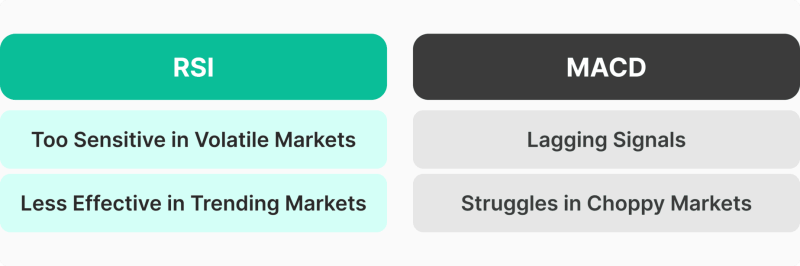 RSI
MACD
Too Sensitive in Volatile Markets
Lagging Signals
Less Effective in Trending Markets
Struggles in Choppy Markets